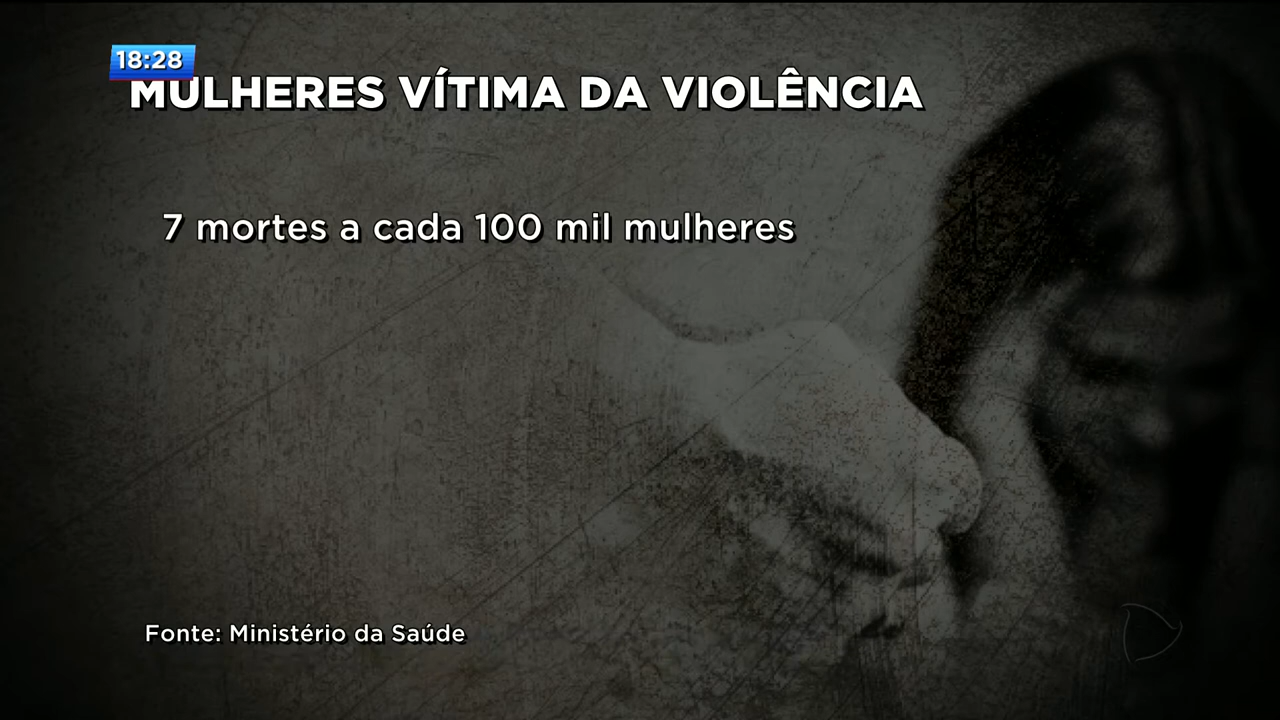 18:28
MULHERES VÍTIMA DA VIOLÊNCIA
7 mortes a cada 100 mil mulheres
Fonte: Ministério da Saúde